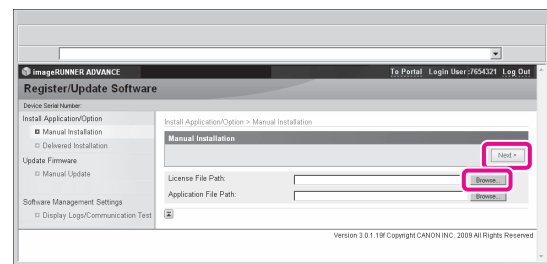 imageRUNNER ADVANCE
To Portal Login User:7654321 Log Out
Register/Update Software
Device Serial Number:
Install Application/Option
Manual Installation
Delivered Installation
Update Firmware
Manual Update
Software Management Settings
Display Logs/Communication Test
Install Application/Option > Manual Installation
Manual Installation
Next >
License File Path:
Browse...
Application File Path:
Browse...
Version 3.0.1.19f Copyright CANON INC. 2009 All Rights Reserved